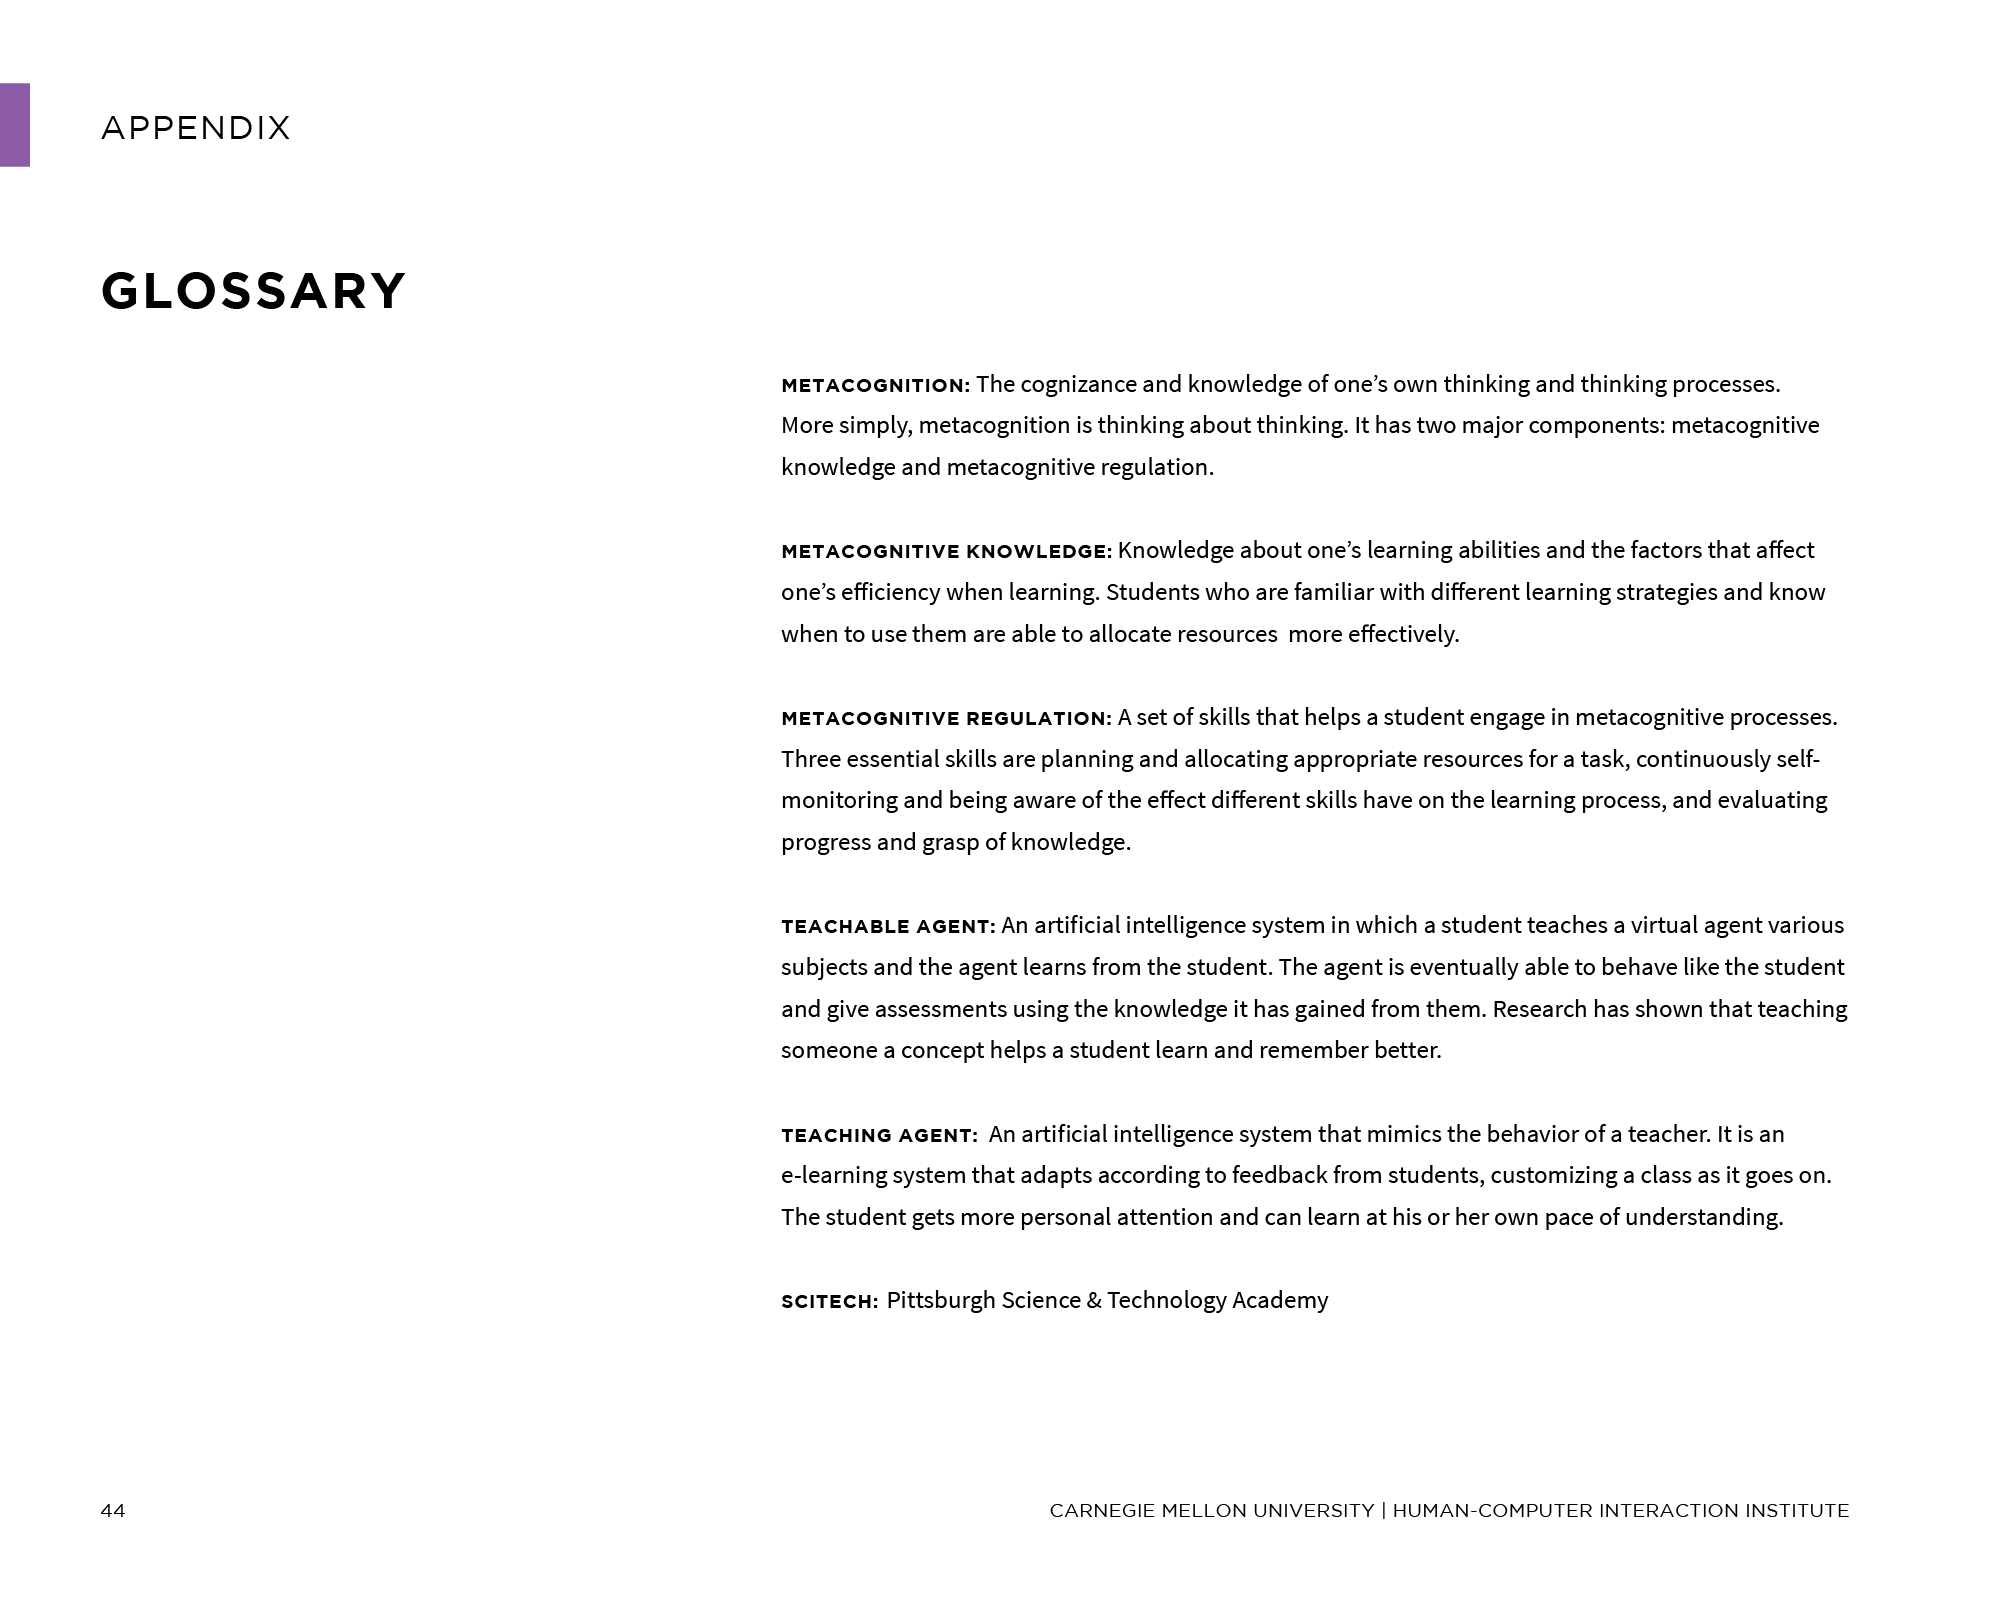 APPENDIX
GLOSSARY
METACOGNITION: The cognizance and knowledge of one’s own thinking and thinking processes.
More simply, metacognition is thinking about thinking. It has two major components: metacognitive
knowledge and metacognitive regulation.
METACOGNITIVE KNOWLEDGE: Knowledge about one’s learning abilities and the factors that affect
one’s efficiency when learning. Students who are familiar with different learning strategies and know
when to use them are able to allocate resources  more effectively.
METACOGNITIVE REGULATION: A set of skills that helps a student engage in metacognitive processes.
Three essential skills are planning and allocating appropriate resources for a task, continuously self-
monitoring and being aware of the effect different skills have on the learning process, and evaluating
progress and grasp of knowledge.
TEACHABLE AGENT: An artificial intelligence system in which a student teaches a virtual agent various
subjects and the agent learns from the student. The agent is eventually able to behave like the student
and give assessments using the knowledge it has gained from them. Research has shown that teaching
someone a concept helps a student learn and remember better.
TEACHING AGENT:  An artificial intelligence system that mimics the behavior of a teacher. It is an
e-learning system that adapts according to feedback from students, customizing a class as it goes on.
The student gets more personal attention and can learn at his or her own pace of understanding.
SCITECH:  Pittsburgh Science & Technology Academy
44
CARNEGIE MELLON UNIVERSITY | HUMAN-COMPUTER INTERACTION INSTITUTE